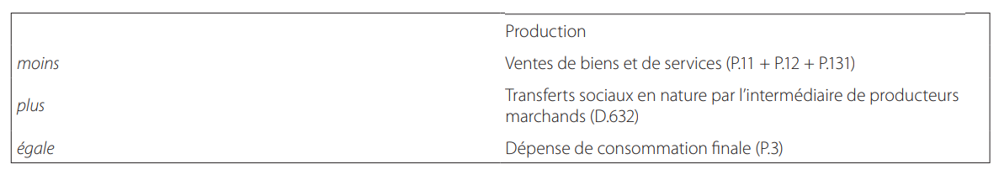 Production
moins Ventes de biens et de services (P.11 + P.12 + P.131)
plus Transferts sociaux en nature par l’intermédiaire de producteurs
marchands (D.632)
égale Dépense de consommation finale (P.3)